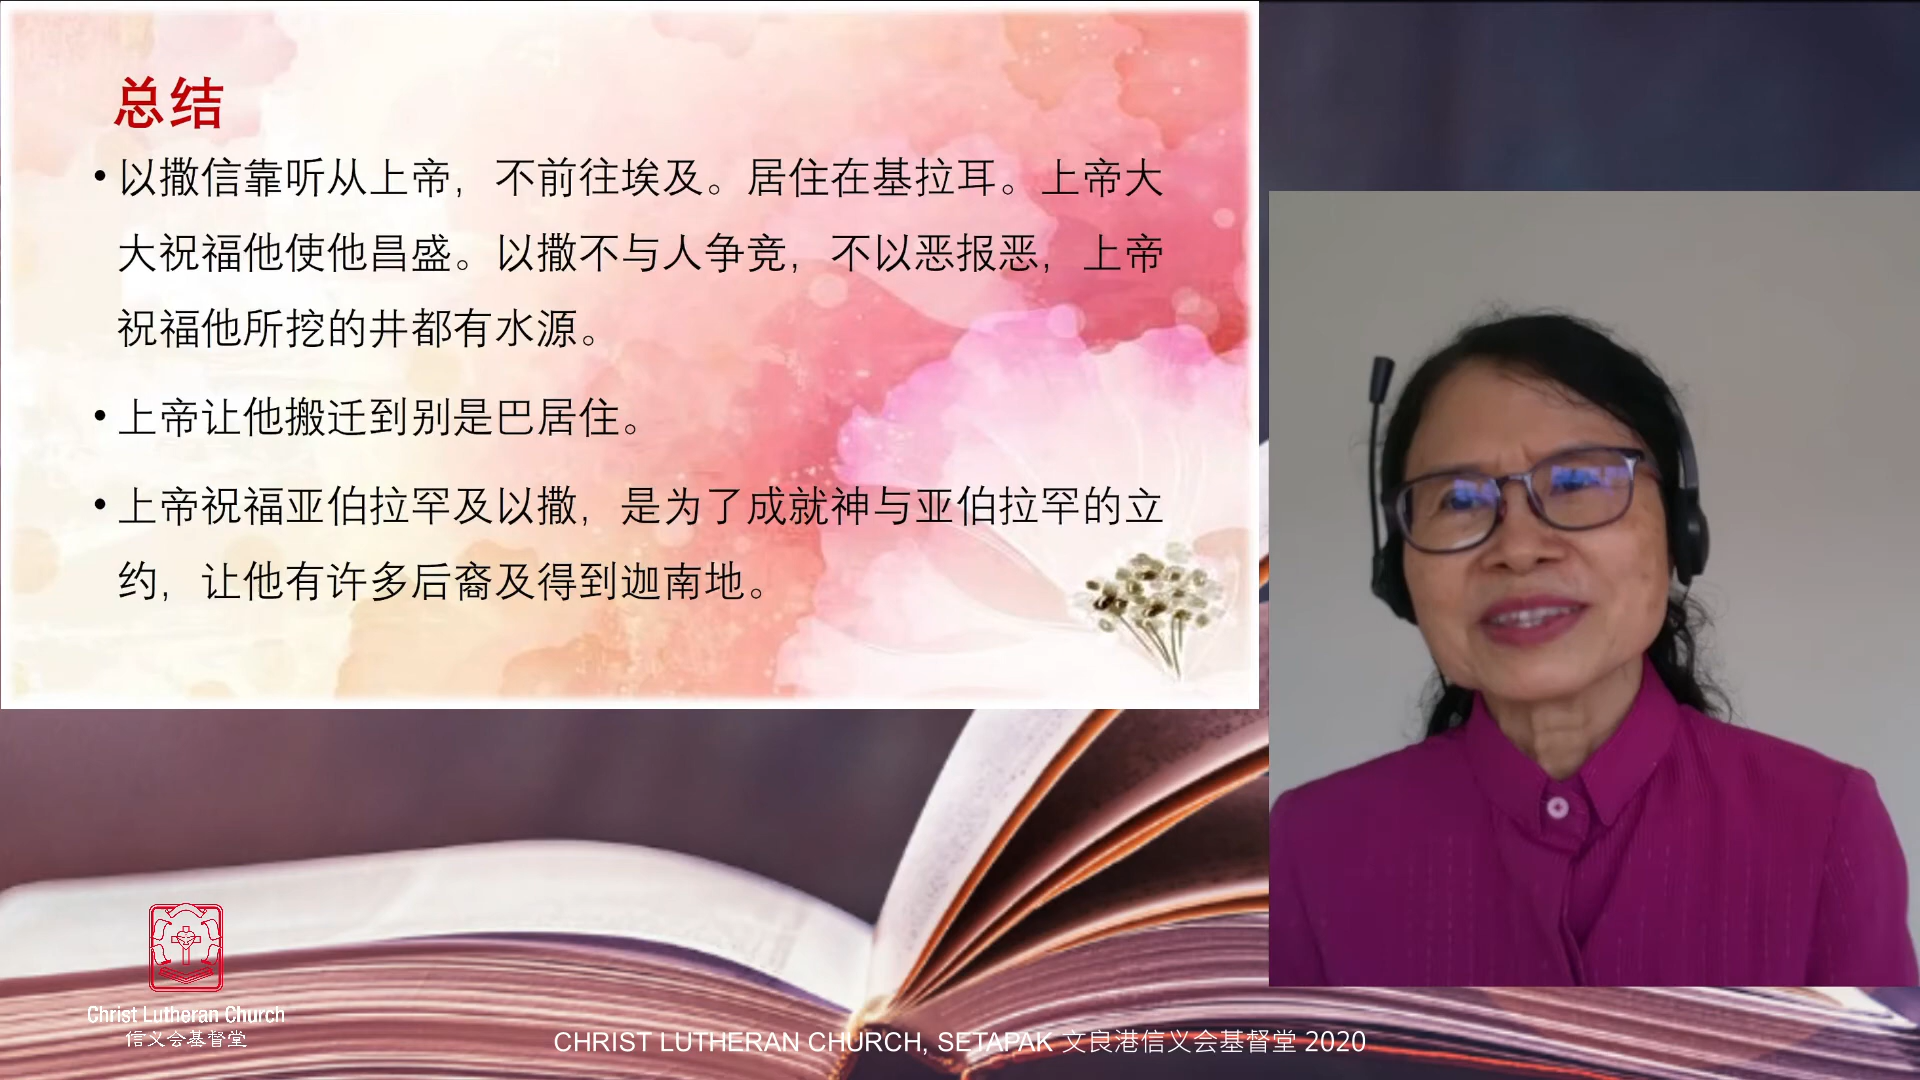 总结
• 以撒信靠听从上帝，不前往埃及。居住在基拉耳。上帝大
大祝福他使他昌盛。以撒不与人争竞，不以恶报恶，上帝
祝福他所挖的井都有水源。
• 上帝让他搬迁到别是巴居住。
• 上帝祝福亚伯拉罕及以撒，是为了成就神与亚伯拉罕的立
约，让他有许多后裔及得到迦南地。
Christ Lutheran Church
信义会基督堂
CHRIST LUTHERAN CHURCH, SETAPAK 文良港信义会基督堂 2020